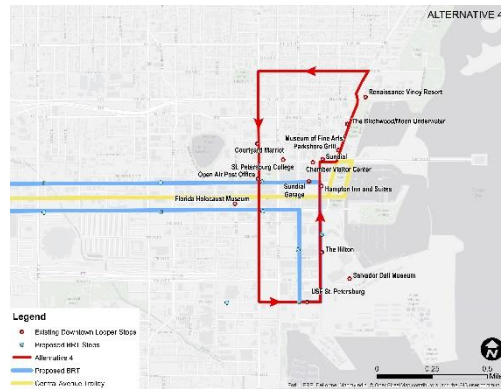 ALTERNATIVE 4
Renaissance Vinoy Resort
The Birchwood/Moon Underwater
Museum of Fine Arts/
Parkshore Grill
Courtyard Marriot
Sundial
St. Petersburg College
Chamber Visitor Center
Open Air Post Office
Sundial
Garage
Hampton Inn and Suites
Florida Holocaust Museum
The Hilton
Salvador Dali Museum
USF St. Petersburg
Legend
Existing Downtown Looper Stops
Proposed BRT Stops
Alternative 4
Proposed BRT
Central Avenue Trolley
N
0 0.25 0.5